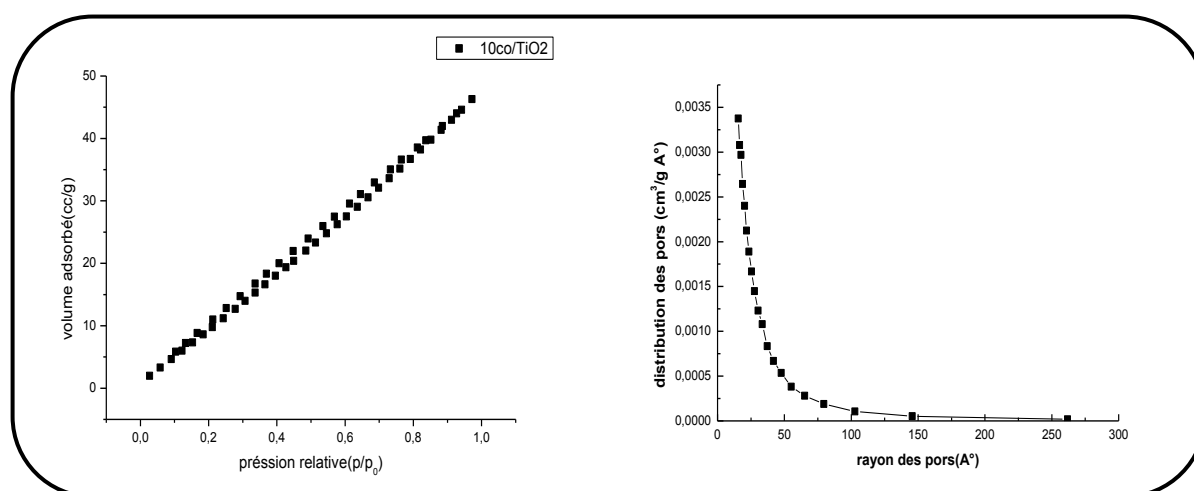 10co/TiO2
volume adsorbé(cc/g)
50
40
30
20
10
0
0,0 0,2 0,4 0,6 0,8 1,0
préssion relative(p/p0)
distribution des pors (cm3/g A°)
0,0035
0,0030
0,0025
0,0020
0,0015
0,0010
0,0005
0,0000
0 50 100 150 200 250 300
rayon des pors(A°)